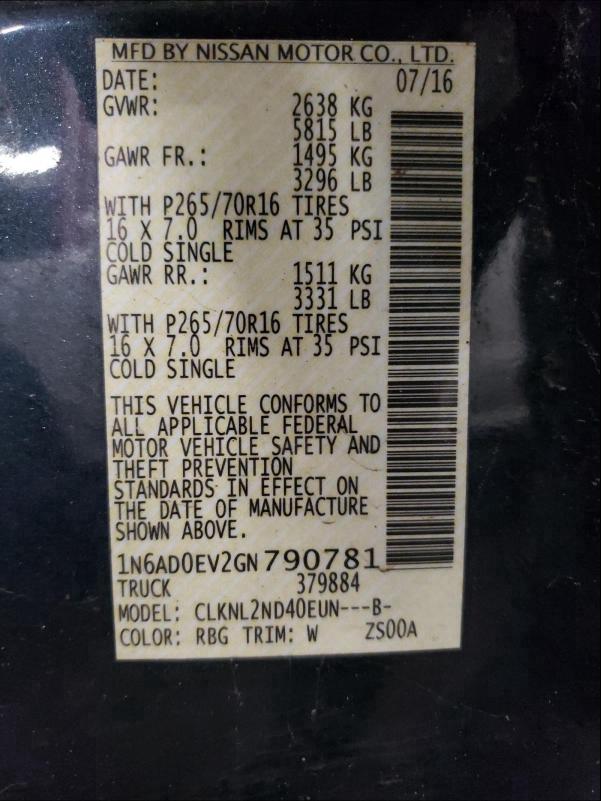 MFD BY NISSAN MOTOR CO., LTD.
DATE: 07/16
GVWR: 2638 KG
5815 LB
GAWR FR.: 1495 KG
3296 LB
WITH P265/70R16 TIRES
16 X 7.0 RIMS AT 35 PSI
COLD SINGLE
GAWR RR.: 1511 KG
3331 LB
WITH P265/70R16 TIRES
16 X 7.0 RIMS AT 35 PSI
COLD SINGLE
THIS VEHICLE CONFORMS TO
ALL APPLICABLE FEDERAL
MOTOR VEHICLE SAFETY AND
THEFT PREVENTION
STANDARDS IN EFFECT ON
THE DATE OF MANUFACTURE
SHOWN ABOVE.
1N6AD0EV2GN790781
TRUCK 379884
MODEL: CLKNL2ND40EUN---B-
COLOR: RBG TRIM: W ZS00A